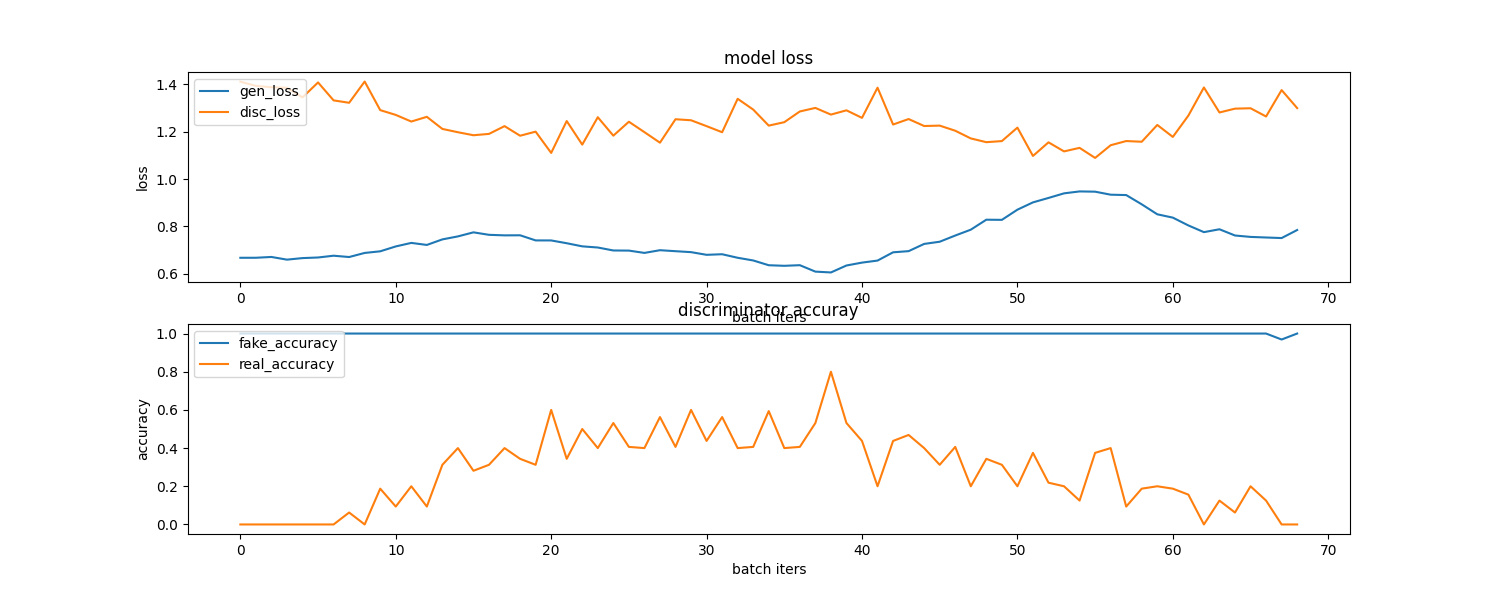 model loss
1.4
1.2
1.0
0.8
0.6
loss
gen_loss
disc_loss
0 10 20 30 40 50 60 70
batch iters
discriminator accuray
1.0
0.8
0.6
0.4
0.2
0.0
accuracy
fake_accuracy
real_accuracy
0 10 20 30 40 50 60 70
batch iters